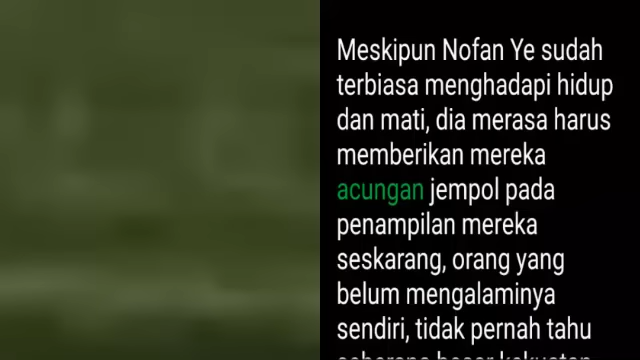 Meskipun Nofan Ye sudah
terbiasa menghadapi hidup
dan mati, dia merasa harus
memberikan mereka
acungan jempol pada
penampilan mereka
seskarang, orang yang
belum mengalaminya
sendiri, tidak pernah tahu